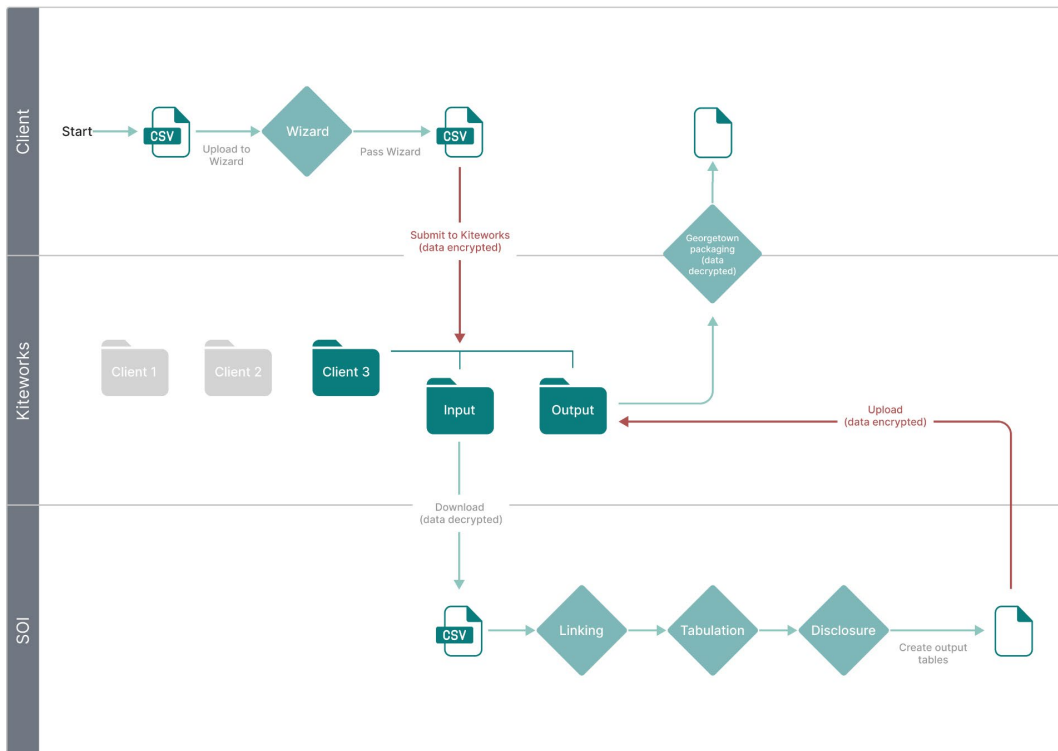 Client
Start
CSV
Upload to
Wizard
Wizard
Pass Wizard
CSV
Submit to Kiteworks
(data encrypted)
Georgetown
packaging
(data
decrypted)
Kiteworks
Client 1
Client 2
Client 3
Input
Output
Upload
(data encrypted)
Download
(data decrypted)
SOI
CSV
Linking
Tabulation
Disclosure
Create output
tables